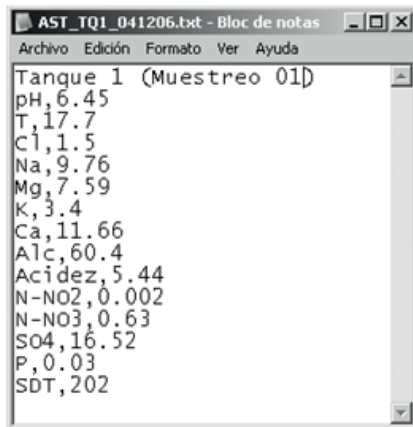 AST_TQ1_041206.txt - Bloc de notas
Archivo Edición Formato Ver Ayuda
Tanque 1 (Muestreo 01)
pH,6.45
T,17.7
Cl,1.5
Na,9.76
Mg,7.59
K,3.4
Ca,11.66
Alc,60.4
Acidez,5.44
N-NO2,0.002
N-NO3,0.63
SO4,16.52
P,0.03
SDT,202